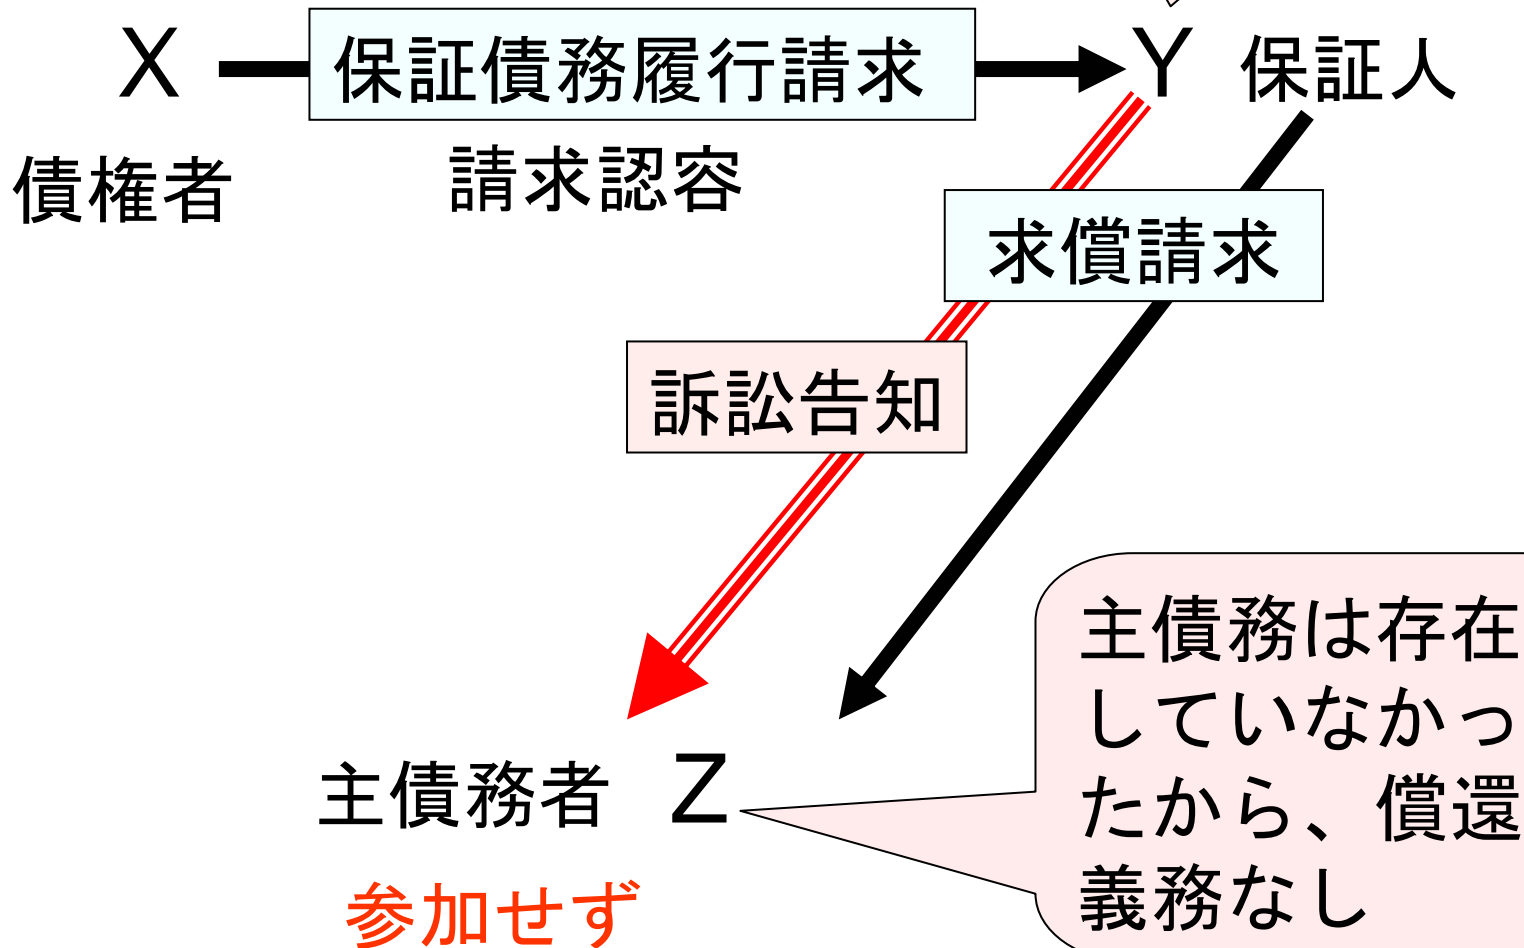 X 保証債務履行請求 Y 保証人
債権者 請求認容
求償請求
訴訟告知
主債務は存在
していなかっ
たから、償還
義務なし
主債務者 Z
参加せず